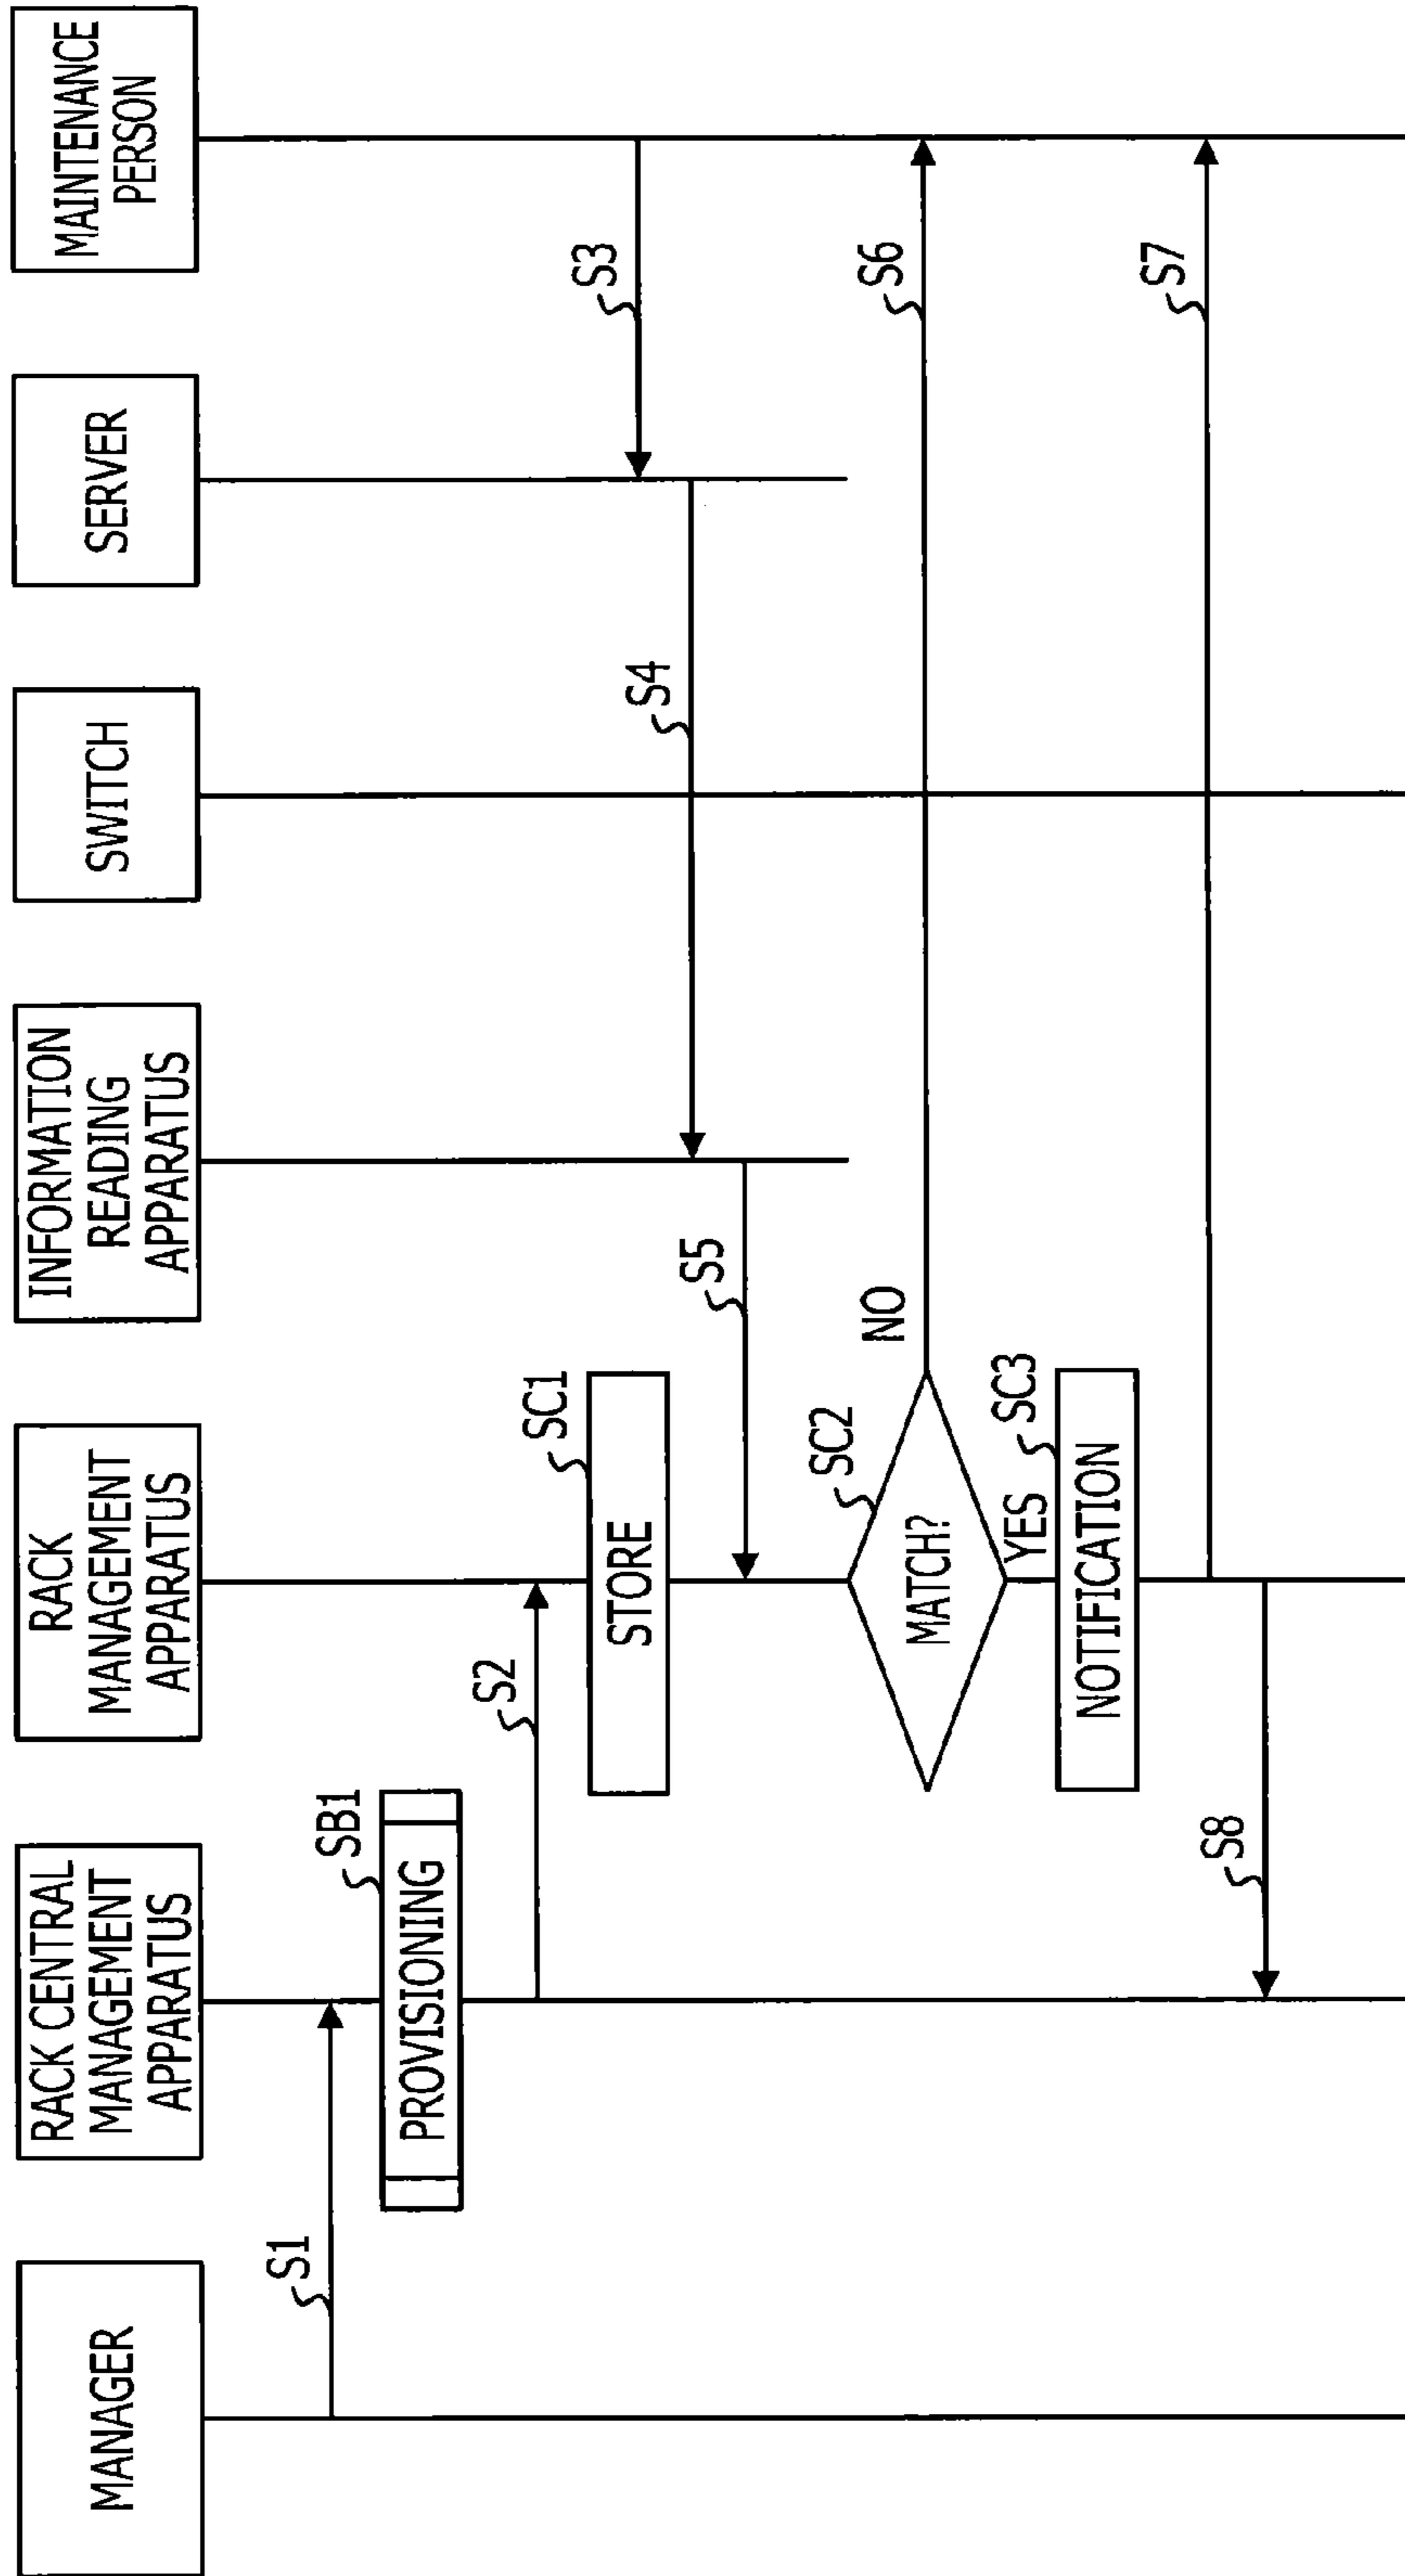 MANAGER
RACK CENTRAL
MANAGEMENT
APPARATUS
RACK
MANAGEMENT
APPARATUS
INFORMATION
READING
APPARATUS
SWITCH
SERVER
MAINTENANCE
PERSON
S1
SB1
PROVISIONING
S2
SC1
STORE
S3
S4
S5
SC2
MATCH?
NO
S6
YES
SC3
NOTIFICATION
S7
S8